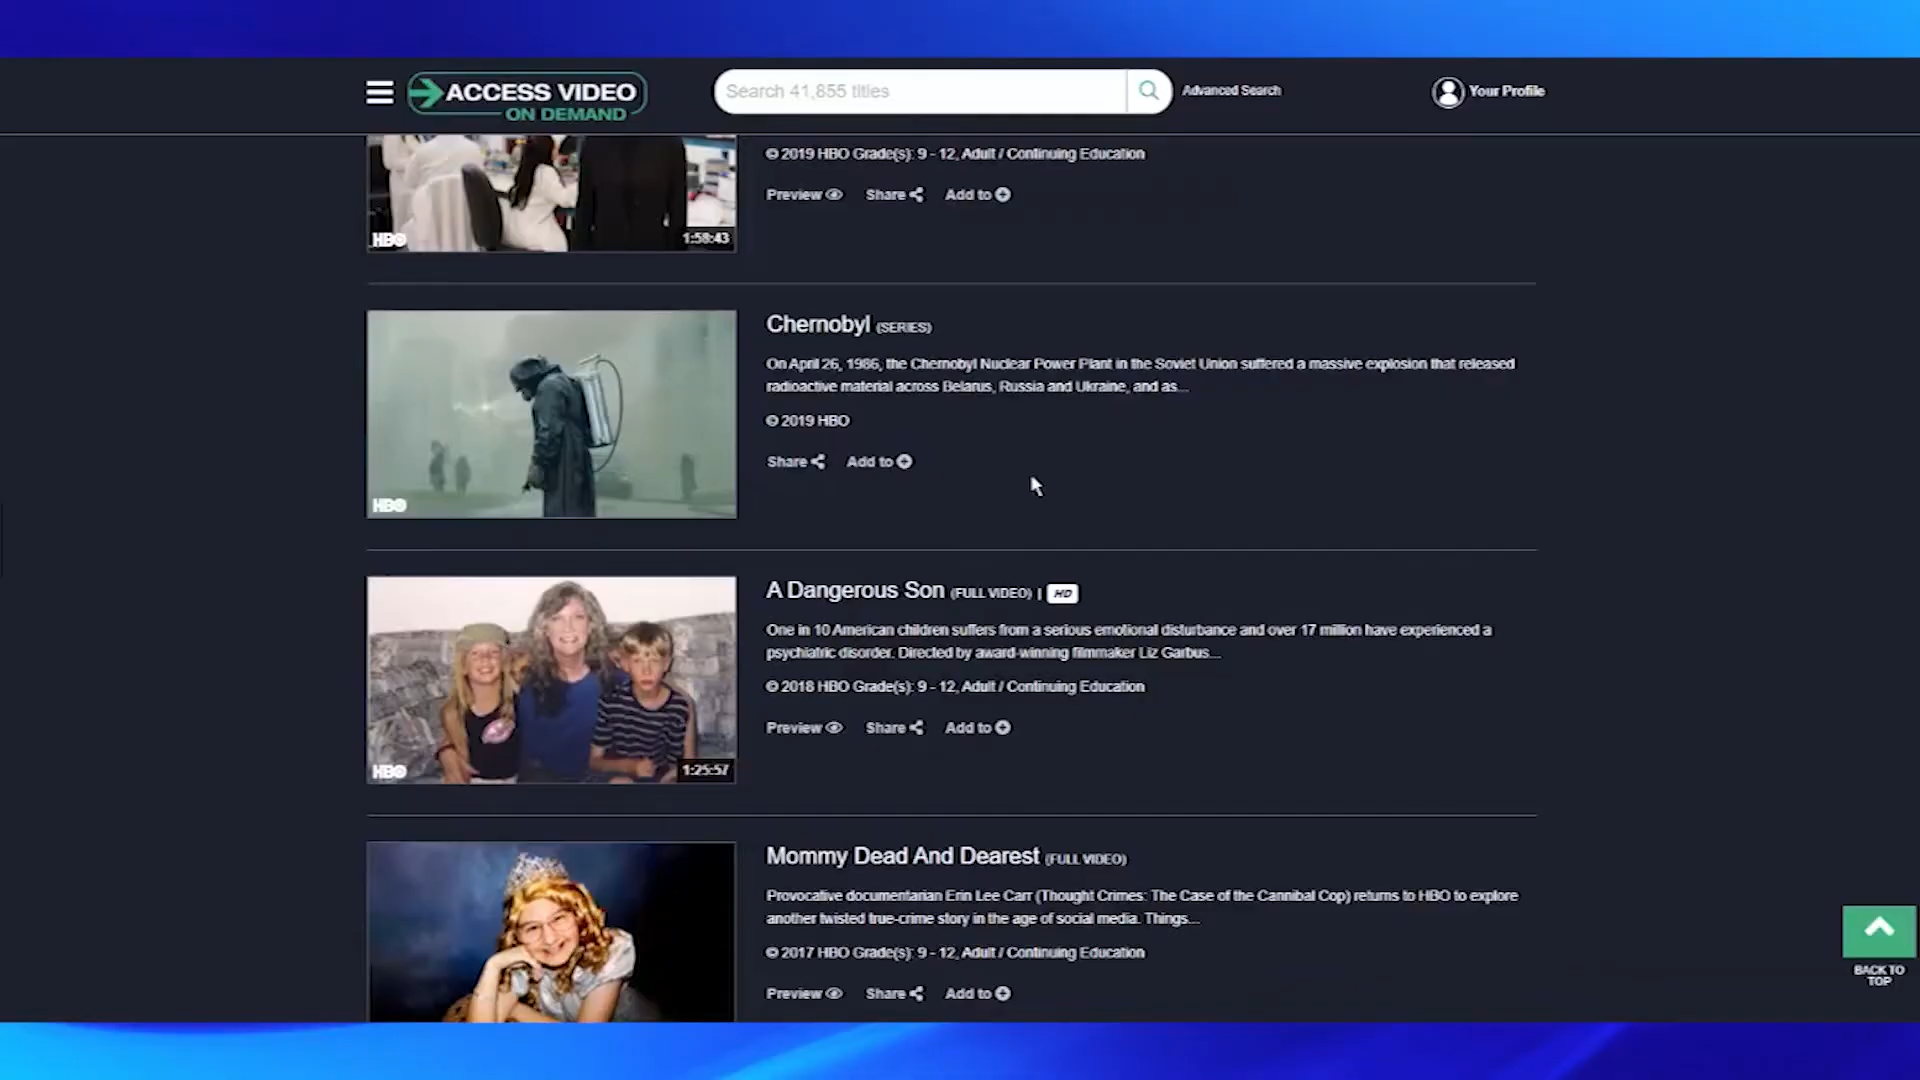 ACCESS VIDEO
ON DEMAND
Search 41,855 titles
Advanced Search
Your Profile
© 2019 HBO Grade(s): 9 - 12, Adult / Continuing Education
Preview Share Add to
HBO
1:58:43
Chernobyl (SERIES)
On April 26, 1986, the Chernobyl Nuclear Power Plant in the Soviet Union suffered a massive explosion that released
radioactive material across Belarus, Russia and Ukraine, and as...
© 2019 HBO
Share Add to
HBO
A Dangerous Son (FULL VIDEO) | HD
One in 10 American children suffers from a serious emotional disturbance and over 17 million have experienced a
psychiatric disorder. Directed by award-winning filmmaker Liz Garbus...
© 2018 HBO Grade(s): 9 - 12, Adult / Continuing Education
Preview Share Add to
HBO
1:25:57
Mommy Dead And Dearest (FULL VIDEO)
Provocative documentarian Erin Lee Carr (Thought Crimes: The Case of the Cannibal Cop) returns to HBO to explore
another twisted true-crime story in the age of social media. Things...
© 2017 HBO Grade(s): 9 - 12, Adult / Continuing Education
Preview Share Add to
BACK TO
TOP